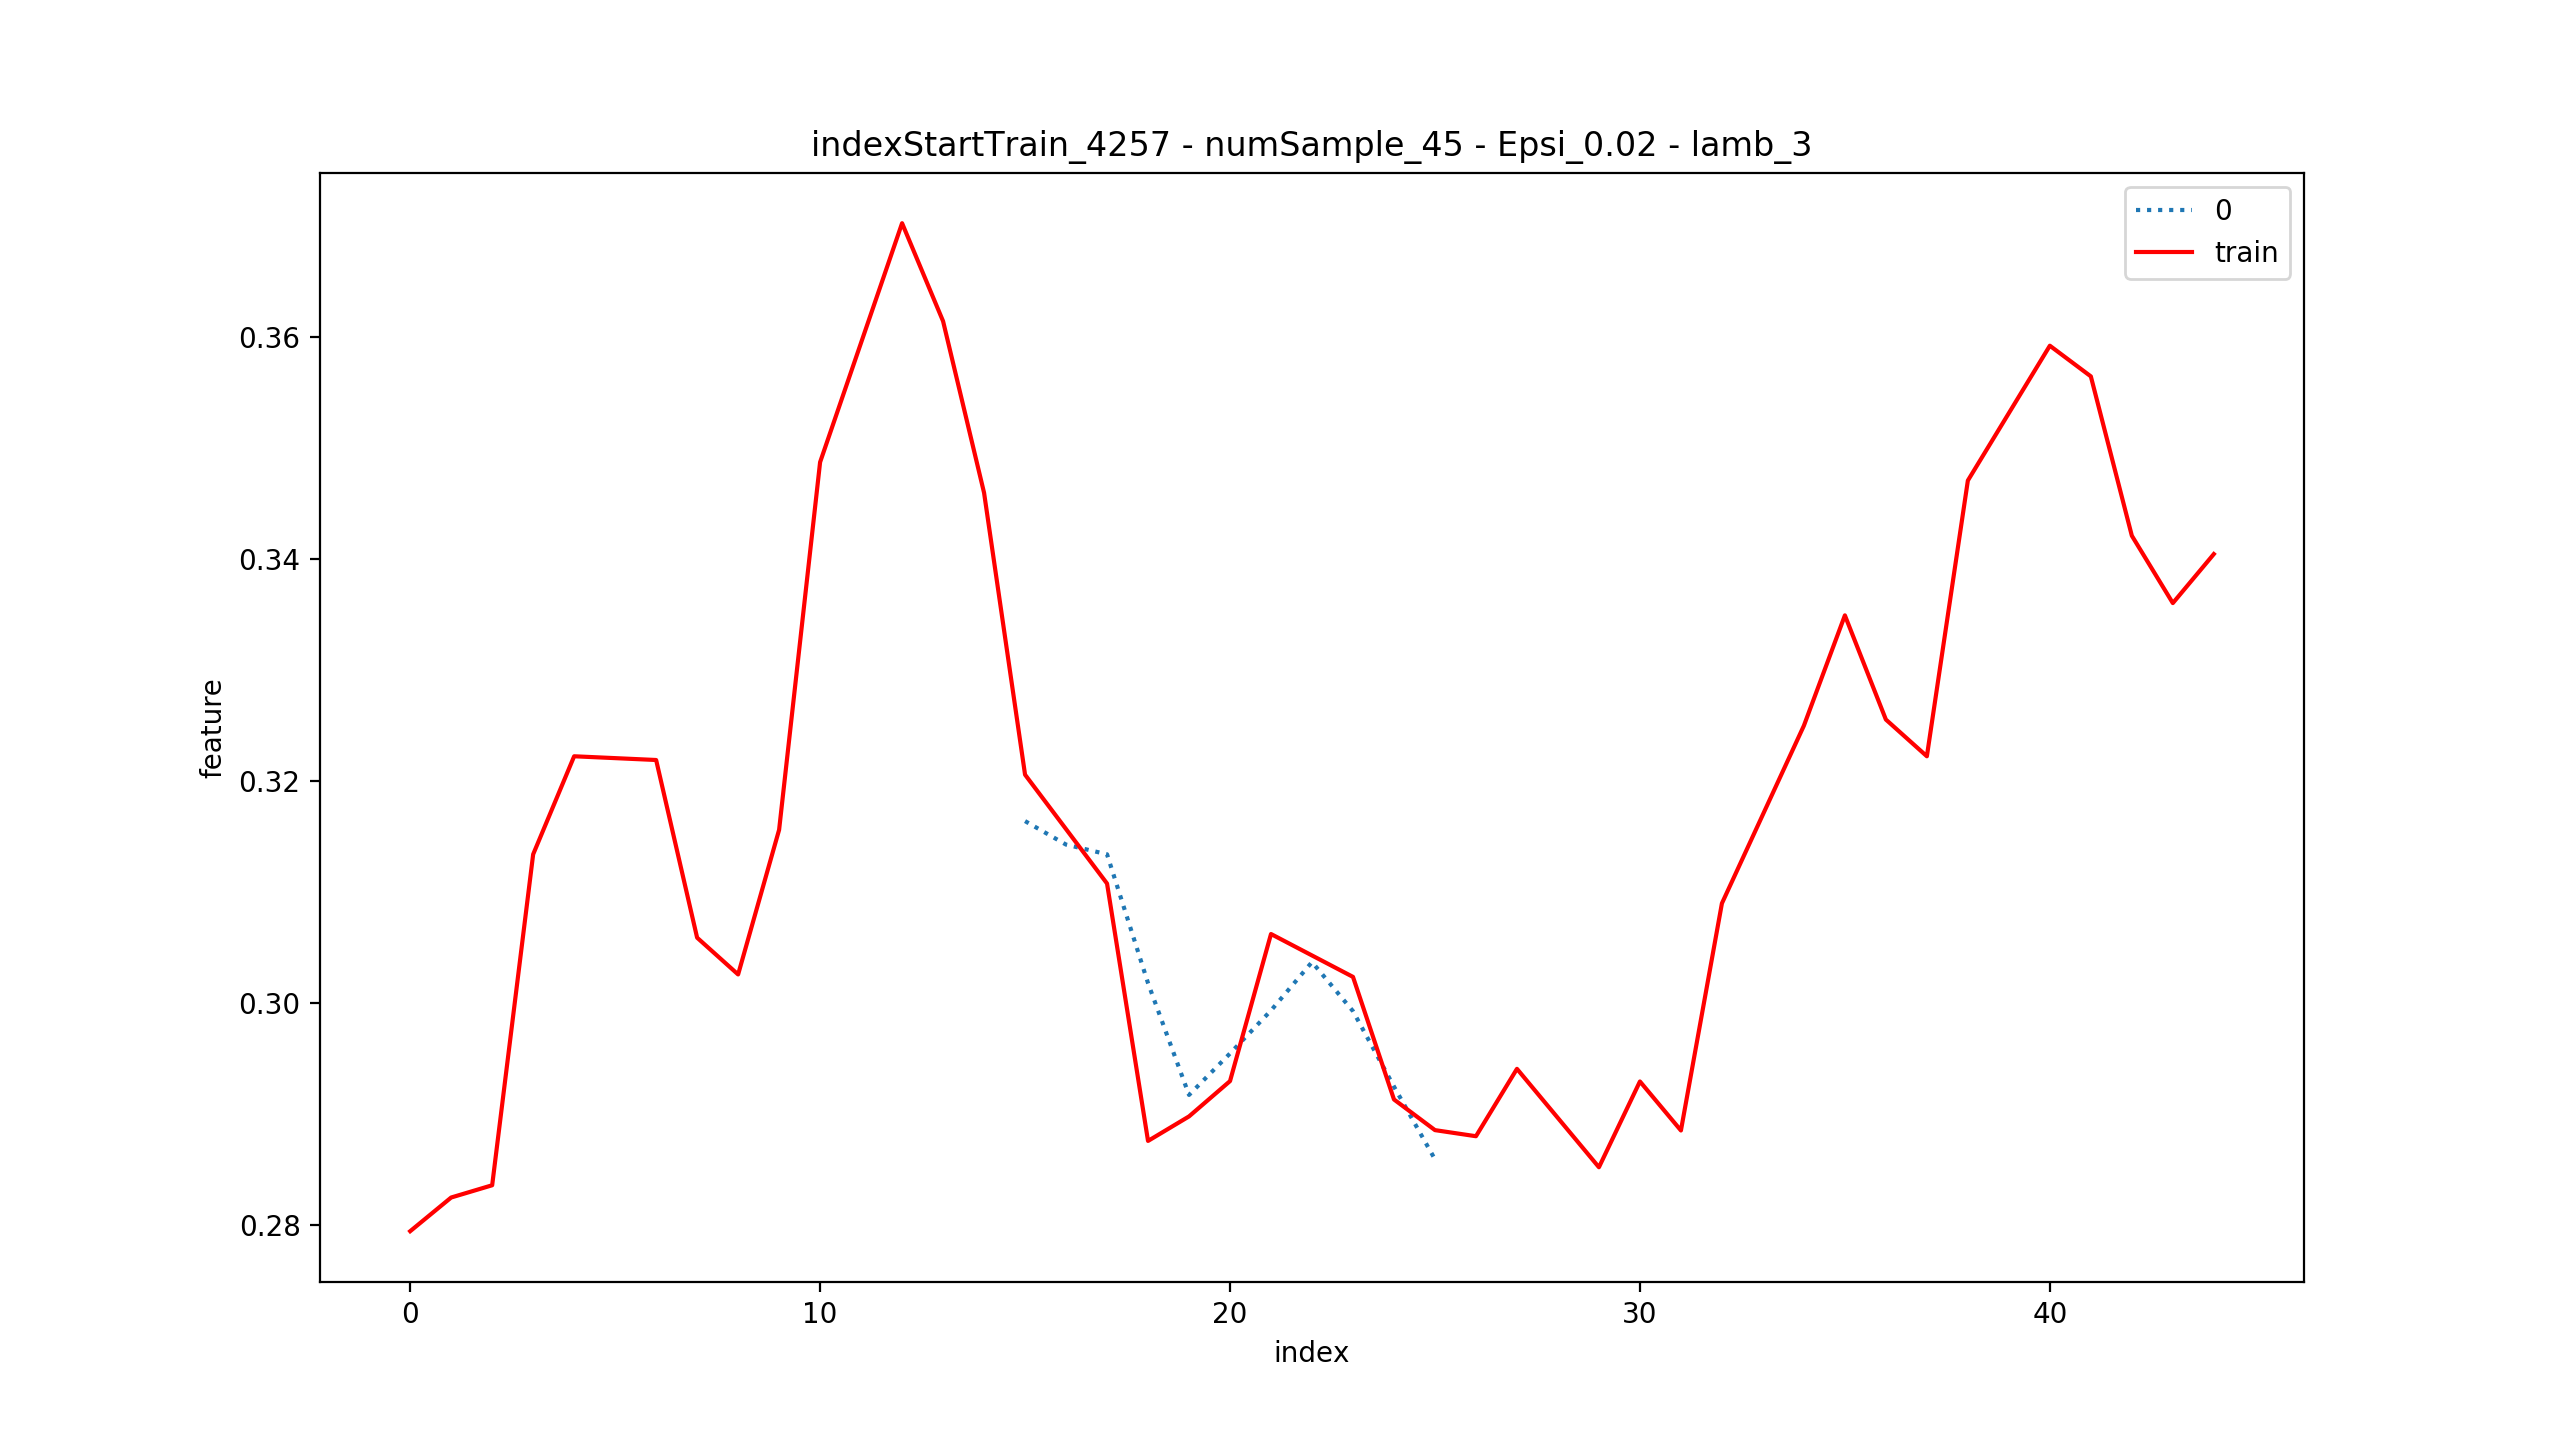 indexStartTrain_4257 - numSample_45 - Epsi_0.02 - lamb_3
0
train
feature
0.36
0.34
0.32
0.30
0.28
0 10 20 30 40
index